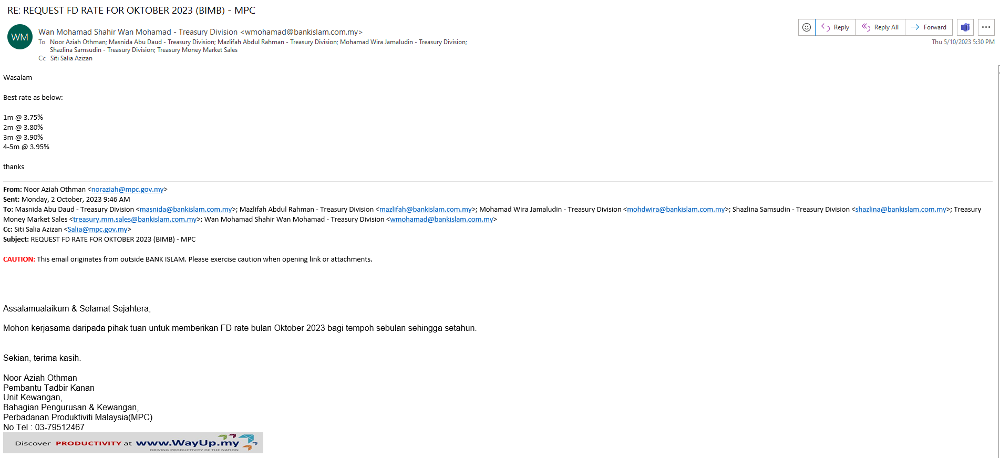 RE: REQUEST FD RATE FOR OKTOBER 2023 (BIMB) - MPC
WM
Wan Mohamad Shahir Wan Mohamad - Treasury Division <wmohamad@bankislam.com.my>
Reply
Reply All
Forward
To Noor Aziah Othman; Masnida Abu Daud - Treasury Division; Mazlifah Abdul Rahman - Treasury Division; Mohamad Wira Jamaludin - Treasury Division;
Shazlina Samsudin - Treasury Division; Treasury Money Market Sales
Thu 5/10/2023 5:30 PM
Cc Siti Salia Azizan
Wasalam
Best rate as below:
1m @ 3.75%
2m @ 3.80%
3m @ 3.90%
4-5m @ 3.95%
thanks
From: Noor Aziah Othman <noraziah@mpc.gov.my>
Sent: Monday, 2 October, 2023 9:46 AM
To: Masnida Abu Daud - Treasury Division <masnida@bankislam.com.my>; Mazlifah Abdul Rahman - Treasury Division <mazlifah@bankislam.com.my>; Mohamad Wira Jamaludin - Treasury Division <mohdwira@bankislam.com.my>; Shazlina Samsudin - Treasury Division <shazlina@bankislam.com.my>; Treasury
Money Market Sales <treasury.mm.sales@bankislam.com.my>; Wan Mohamad Shahir Wan Mohamad - Treasury Division <wmohamad@bankislam.com.my>
Cc: Siti Salia Azizan <Salia@mpc.gov.my>
Subject: REQUEST FD RATE FOR OKTOBER 2023 (BIMB) - MPC
CAUTION: This email originates from outside BANK ISLAM. Please exercise caution when opening link or attachments.
Assalamualaikum & Selamat Sejahtera,
Mohon kerjasama daripada pihak tuan untuk memberikan FD rate bulan Oktober 2023 bagi tempoh sebulan sehingga setahun.
Sekian, terima kasih.
Noor Aziah Othman
Pembantu Tadbir Kanan
Unit Kewangan,
Bahagian Pengurusan & Kewangan,
Perbadanan Produktiviti Malaysia(MPC)
No Tel : 03-79512467
Discover PRODUCTIVITY at www.WayUp.my
DRIVING PRODUCTIVITY OF THE NATION